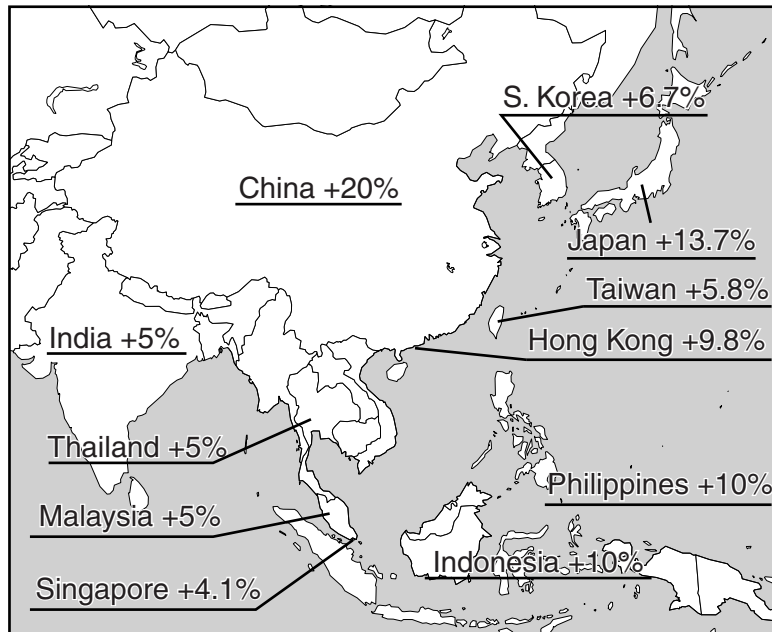 S. Korea +6.7%
China +20%
Japan +13.7%
Taiwan +5.8%
India +5%
Hong Kong +9.8%
Thailand +5%
Philippines +10%
Malaysia +5%
Indonesia +10%
Singapore +4.1%